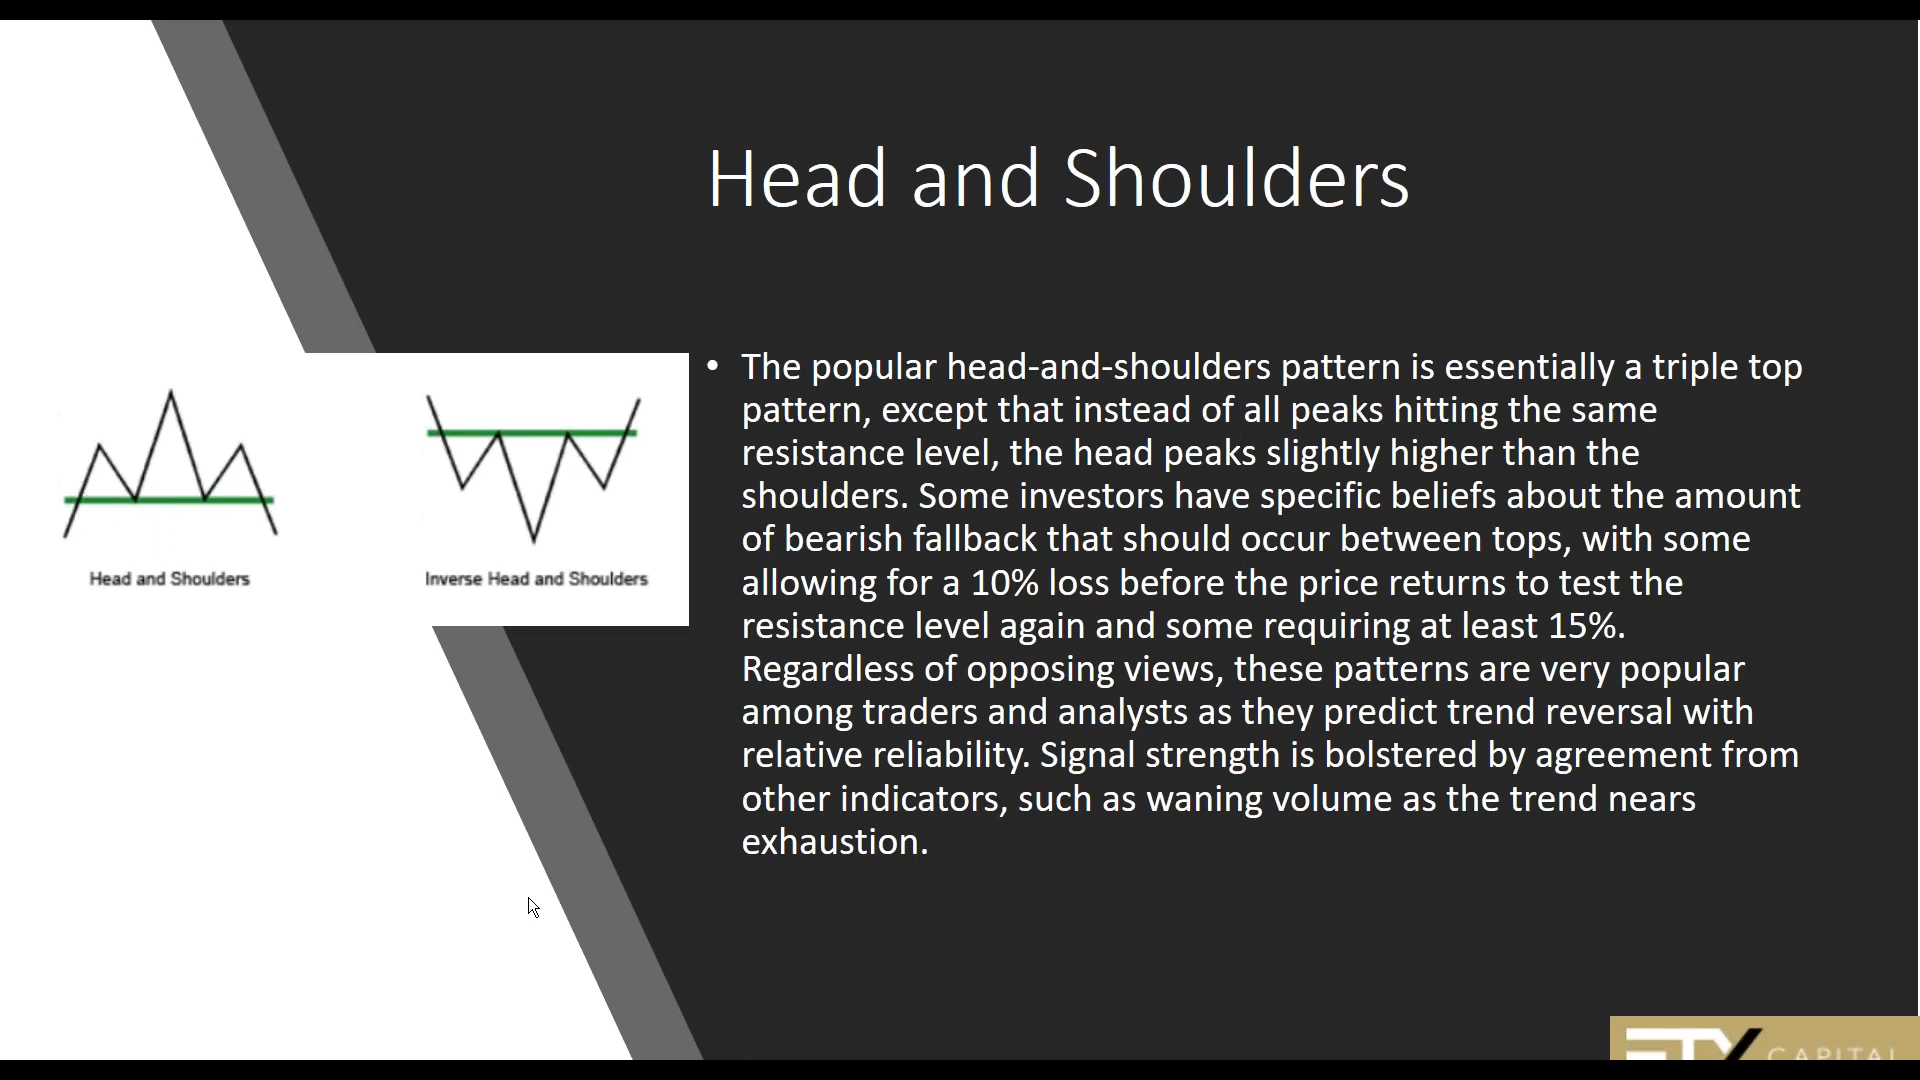 Head and Shoulders
• The popular head-and-shoulders pattern is essentially a triple top
pattern, except that instead of all peaks hitting the same
resistance level, the head peaks slightly higher than the
shoulders. Some investors have specific beliefs about the amount
of bearish fallback that should occur between tops, with some
allowing for a 10% loss before the price returns to test the
resistance level again and some requiring at least 15%.
Regardless of opposing views, these patterns are very popular
among traders and analysts as they predict trend reversal with
relative reliability. Signal strength is bolstered by agreement from
other indicators, such as waning volume as the trend nears
exhaustion.
Head and Shoulders
Inverse Head and Shoulders
CAPITAL